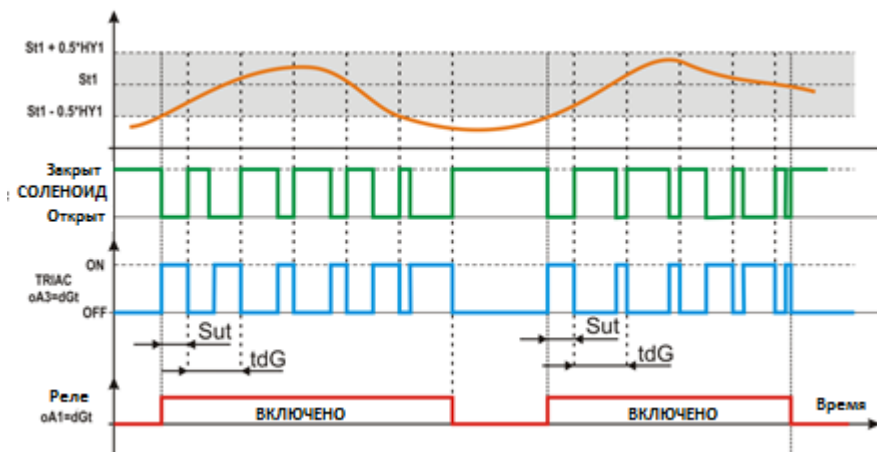 St1 + 0.5*HY1
St1
St1 - 0.5*HY1
Закрыт
СОЛЕНОИД
Открыт
ON
TRIAC
oA3=dGt
OFF
Sut
tdG
Sut
tdG
Реле
oA1=dGt
ВКЛЮЧЕНО
ВКЛЮЧЕНО
Время